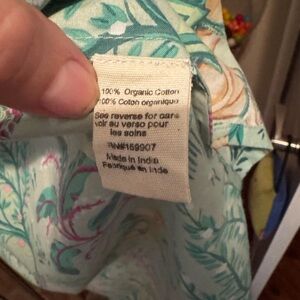 100% Organic Cotton
100% Coton organique
See reverse for care
voir au verso pour
les soins
RN#159907
Made in India
Fabriqué en Inde